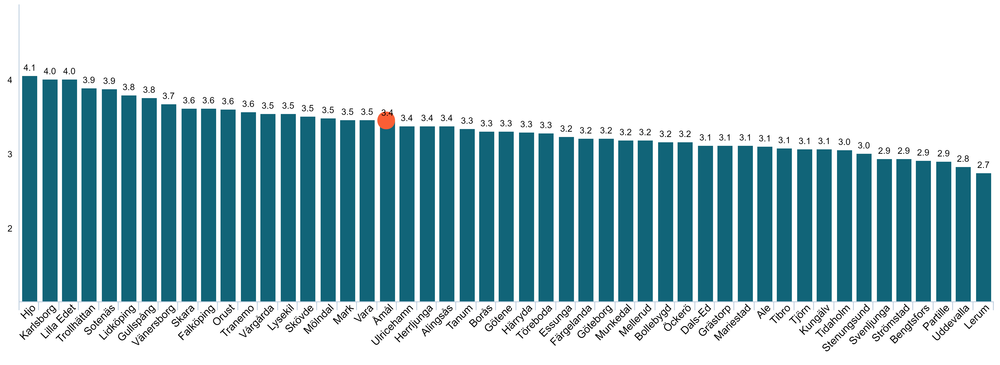 4.1 4.0 4.0 3.9 3.9 3.8 3.8 3.7 3.6 3.6 3.6 3.6 3.5 3.5 3.5 3.5 3.5 3.5 3.4 3.4 3.4 3.4 3.3 3.3 3.3 3.3 3.3 3.2 3.2 3.2 3.2 3.2 3.2 3.2 3.1 3.1 3.1 3.1 3.1 3.1 3.1 3.0 3.0 2.9 2.9 2.9 2.9 2.8 2.7
4
3
2
Hjo
Karlsborg
Lilla Edet
Trollhättan
Sotenäs
Lidköping
Gullspång
Vänersborg
Skara
Falköping
Orust
Tranemo
Vårgårda
Lysekil
Skövde
Mölndal
Mark
Vara
Åmål
Ulricehamn
Herrljunga
Alingsås
Tanum
Borås
Götene
Härryda
Töreboda
Essunga
Färgelanda
Göteborg
Munkedal
Mellerud
Bollebygd
Öckerö
Dals-Ed
Grästorp
Mariestad
Ale
Tibro
Tjörn
Kungälv
Tidaholm
Stenungsund
Svenljunga
Strömstad
Bengtsfors
Partille
Uddevalla
Lerum